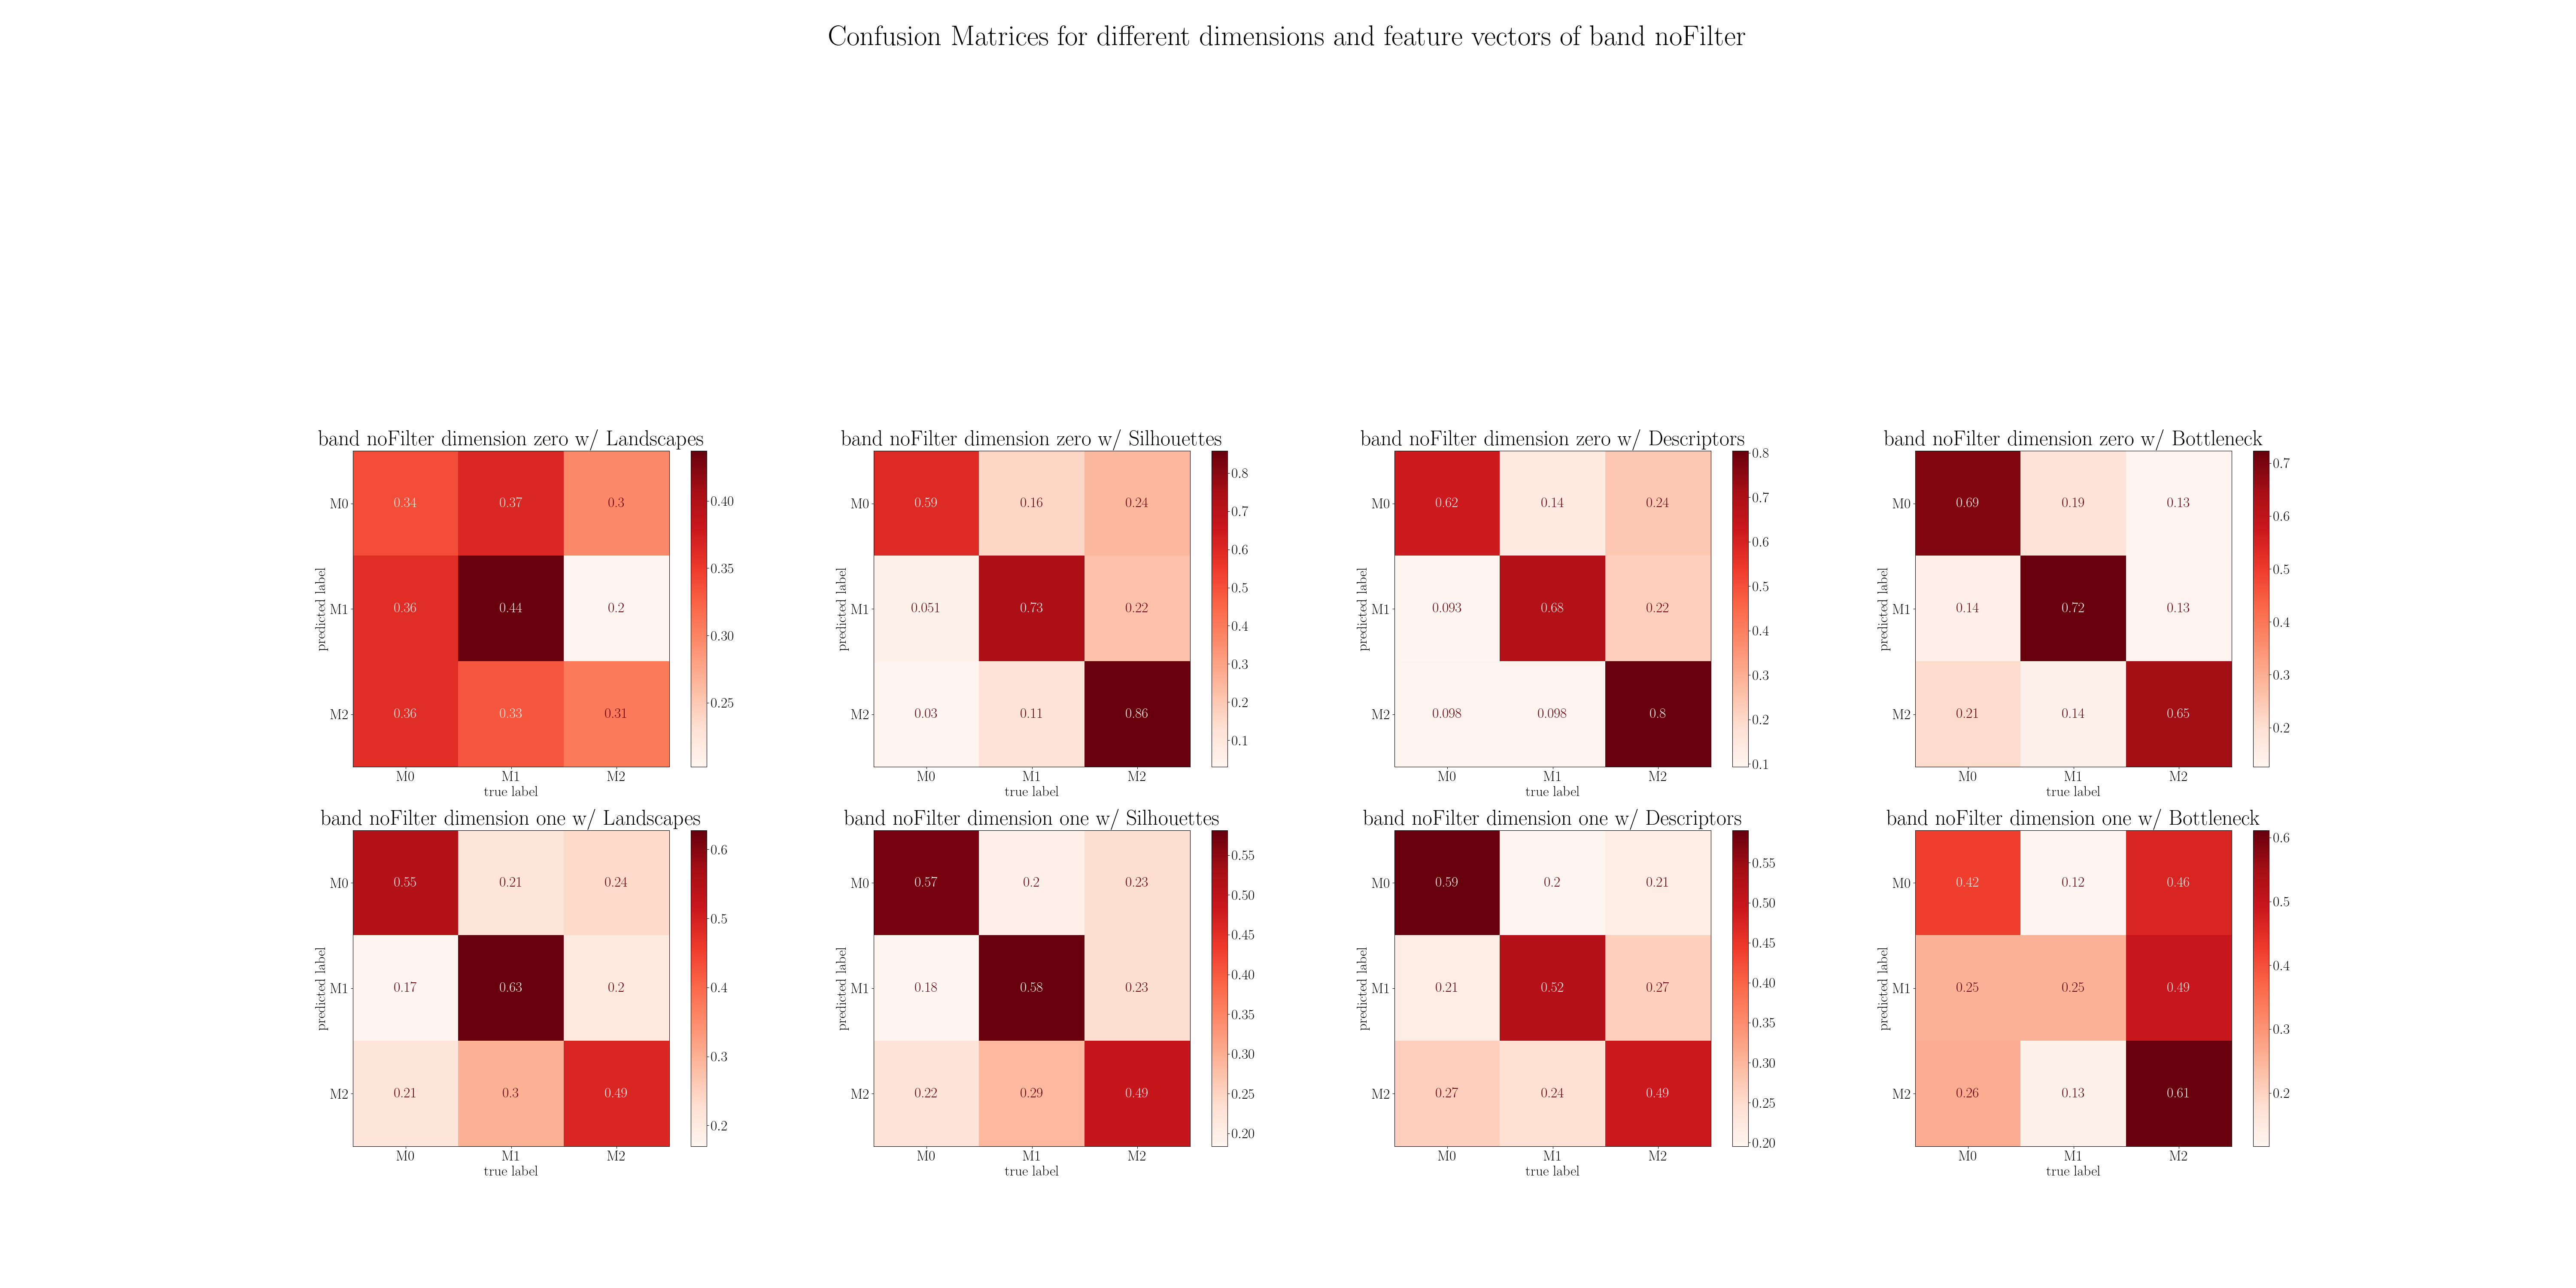 Confusion Matrices for different dimensions and feature vectors of band noFilter
band noFilter dimension zero w/ Landscapes
predicted label
M0 0.34 0.37 0.3
M1 0.36 0.44 0.2
M2 0.36 0.33 0.31
M0 M1 M2
true label
0.40
0.35
0.30
0.25
band noFilter dimension zero w/ Silhouettes
predicted label
M0 0.59 0.16 0.24
M1 0.051 0.73 0.22
M2 0.03 0.11 0.86
M0 M1 M2
true label
0.8
0.7
0.6
0.5
0.4
0.3
0.2
0.1
band noFilter dimension zero w/ Descriptors
predicted label
M0 0.62 0.14 0.24
M1 0.093 0.68 0.22
M2 0.098 0.098 0.8
M0 M1 M2
true label
0.8
0.7
0.6
0.5
0.4
0.3
0.2
0.1
band noFilter dimension zero w/ Bottleneck
predicted label
M0 0.69 0.19 0.13
M1 0.14 0.72 0.13
M2 0.21 0.14 0.65
M0 M1 M2
true label
0.7
0.6
0.5
0.4
0.3
0.2
band noFilter dimension one w/ Landscapes
predicted label
M0 0.55 0.21 0.24
M1 0.17 0.63 0.2
M2 0.21 0.3 0.49
M0 M1 M2
true label
0.6
0.5
0.4
0.3
0.2
band noFilter dimension one w/ Silhouettes
predicted label
M0 0.57 0.2 0.23
M1 0.18 0.58 0.23
M2 0.22 0.29 0.49
M0 M1 M2
true label
0.55
0.50
0.45
0.40
0.35
0.30
0.25
0.20
band noFilter dimension one w/ Descriptors
predicted label
M0 0.59 0.2 0.21
M1 0.21 0.52 0.27
M2 0.27 0.24 0.49
M0 M1 M2
true label
0.55
0.50
0.45
0.40
0.35
0.30
0.25
0.20
band noFilter dimension one w/ Bottleneck
predicted label
M0 0.42 0.12 0.46
M1 0.25 0.25 0.49
M2 0.26 0.13 0.61
M0 M1 M2
true label
0.6
0.5
0.4
0.3
0.2